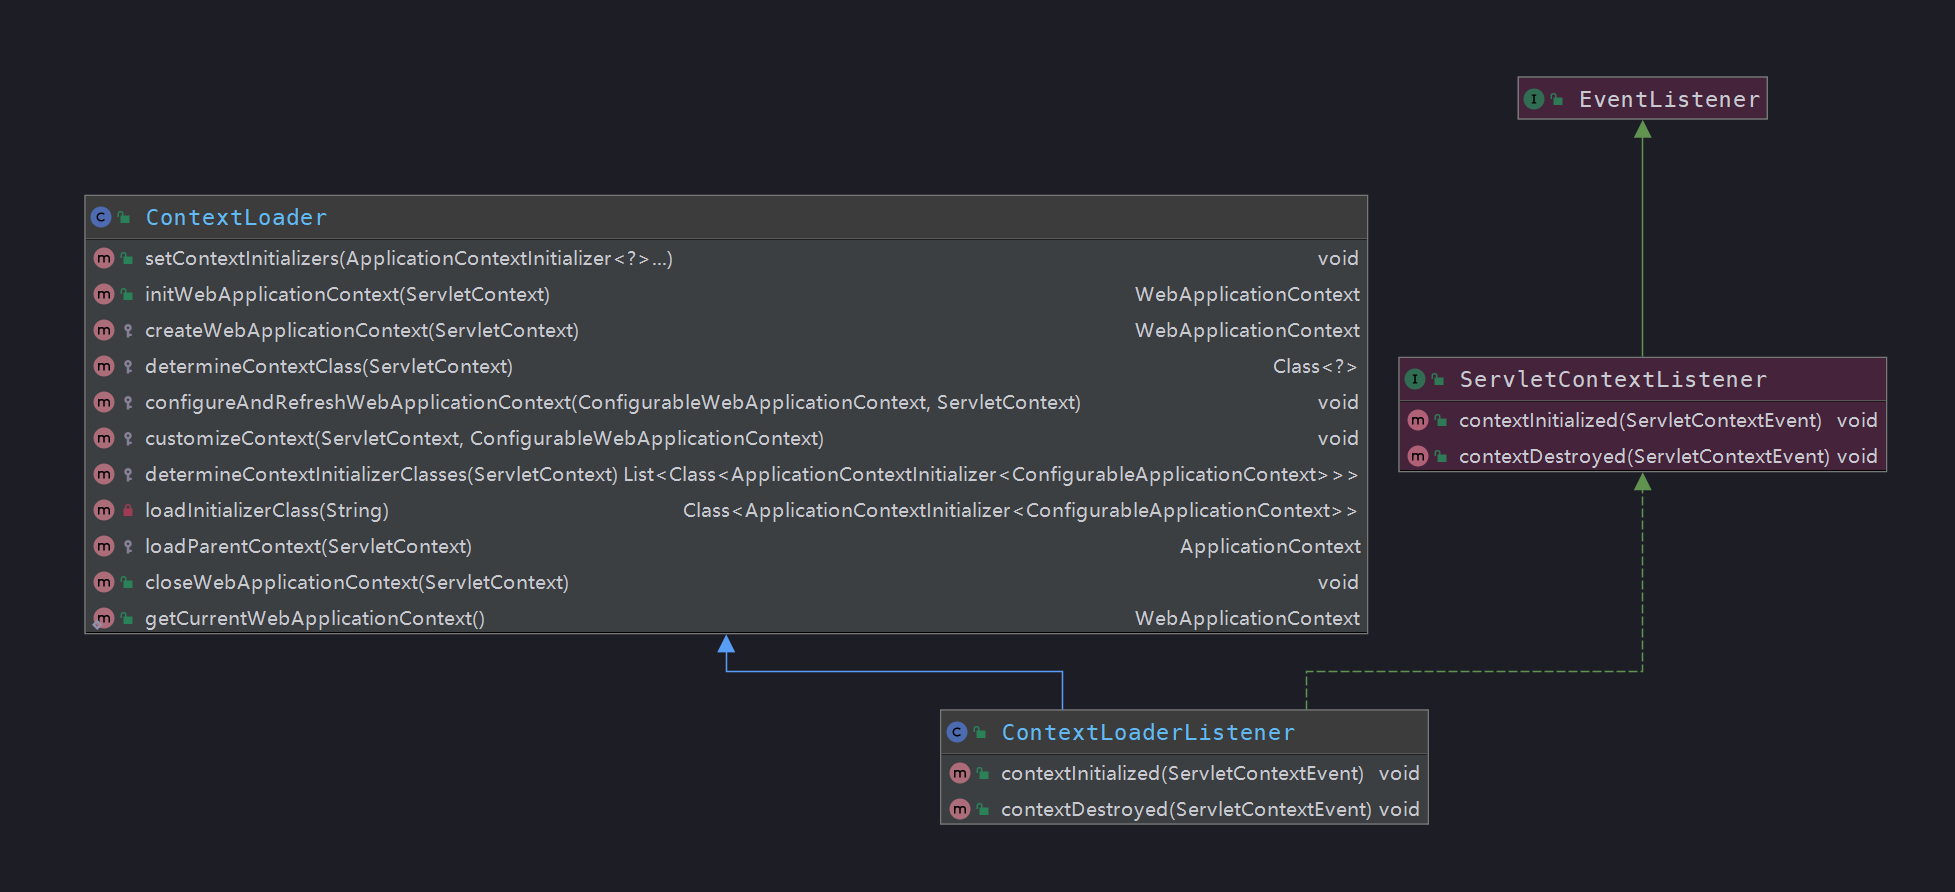 EventListener
ContextLoader
setContextInitializers(ApplicationContextInitializer<?>...) void
initWebApplicationContext(ServletContext) WebApplicationContext
createWebApplicationContext(ServletContext) WebApplicationContext
determineContextClass(ServletContext) Class<?>
configureAndRefreshWebApplicationContext(ConfigurableWebApplicationContext, ServletContext) void
customizeContext(ServletContext, ConfigurableWebApplicationContext) void
determineContextInitializerClasses(ServletContext) List<Class<ApplicationContextInitializer<ConfigurableApplicationContext>>>
loadInitializerClass(String) Class<ApplicationContextInitializer<ConfigurableApplicationContext>>
loadParentContext(ServletContext) ApplicationContext
closeWebApplicationContext(ServletContext) void
getCurrentWebApplicationContext() WebApplicationContext
ServletContextListener
contextInitialized(ServletContextEvent) void
contextDestroyed(ServletContextEvent) void
ContextLoaderListener
contextInitialized(ServletContextEvent) void
contextDestroyed(ServletContextEvent) void